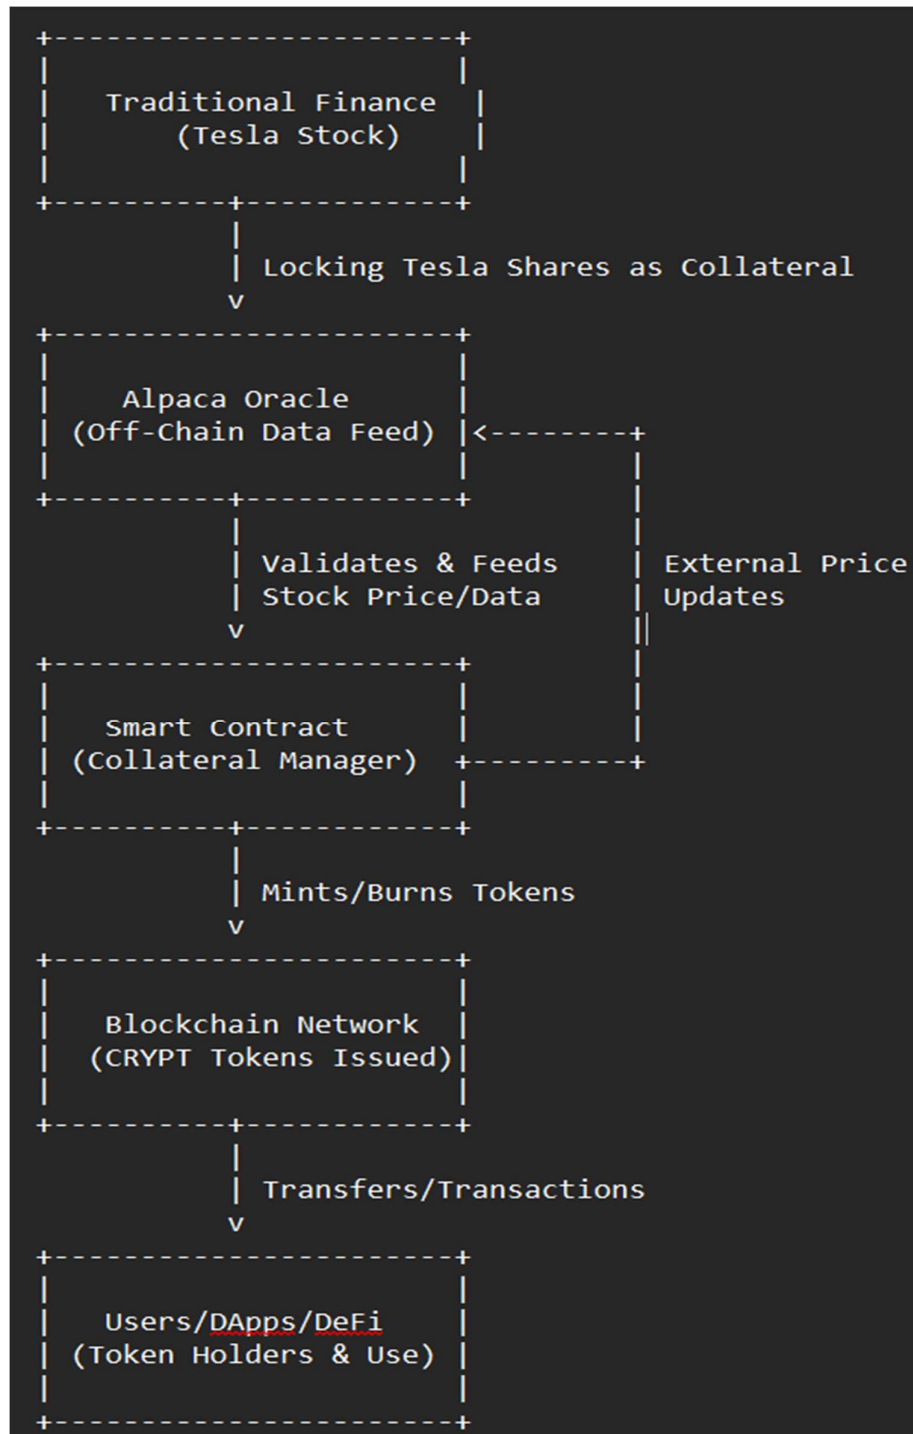 Traditional Finance
(Tesla Stock)
Locking Tesla Shares as Collateral
Alpaca Oracle
(Off-Chain Data Feed)
Validates & Feeds
Stock Price/Data
External Price
Updates
Smart Contract
(Collateral Manager)
Mints/Burns Tokens
Blockchain Network
(CRYPT Tokens Issued)
Transfers/Transactions
Users/DApps/DeFi
(Token Holders & Use)